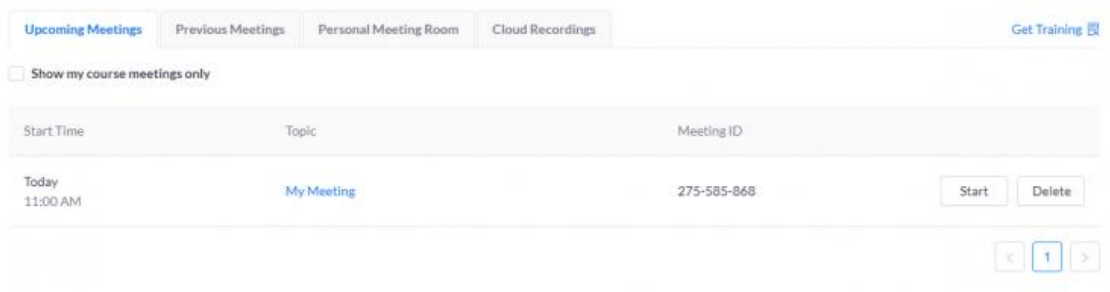 Upcoming Meetings Previous Meetings Personal Meeting Room Cloud Recordings Get Training
Show my course meetings only
Start Time Topic Meeting ID
Today
11:00 AM My Meeting 275-585-868 Start Delete
< 1 >